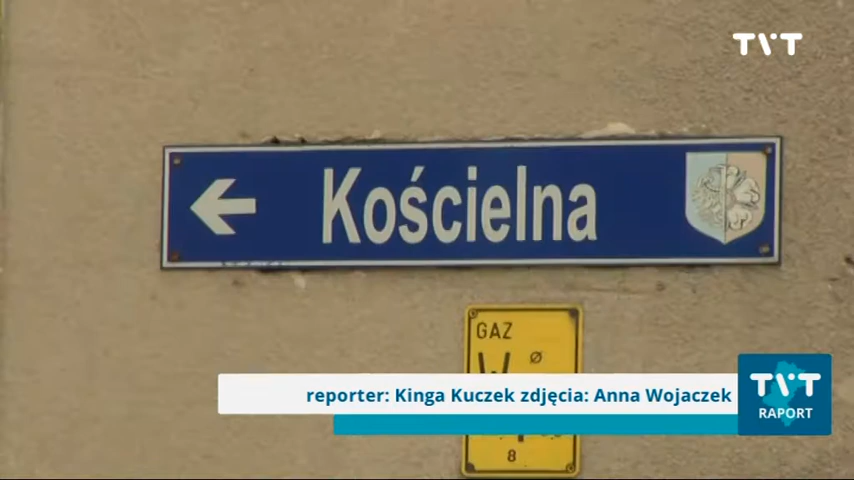 TVT
Kościelna
GAZ
W Ø
reporter: Kinga Kuczek zdjęcia: Anna Wojaczek
TVT
RAPORT
8